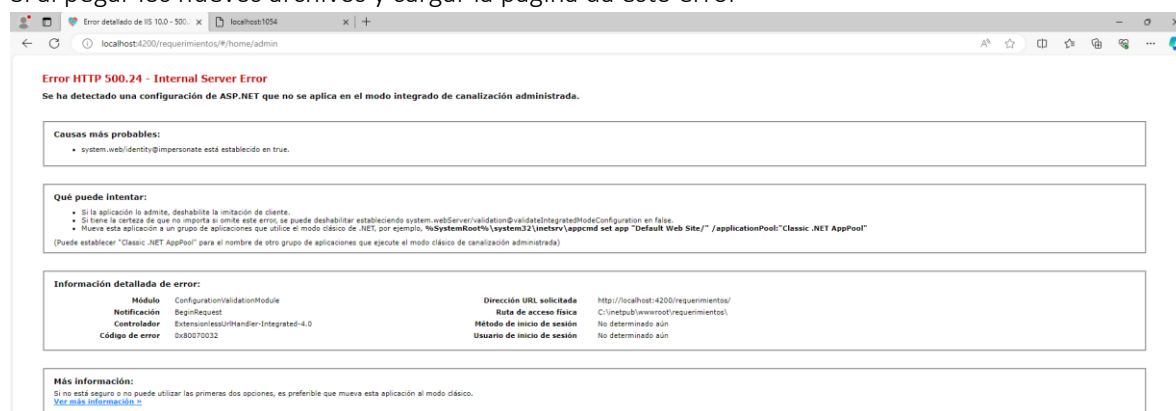 Si al pegar los nuevos archivos y cargar la pagina da este error
Error detallado de IIS 10.0 - 500.
localhost:1054
localhost:4200/requerimientos/#/home/admin
Error HTTP 500.24 - Internal Server Error
Se ha detectado una configuración de ASP.NET que no se aplica en el modo integrado de canalización administrada.
Causas más probables:
• system.web/identity@impersonate está establecido en true.
Qué puede intentar:
• Si la aplicación lo admite, deshabilite la imitación de cliente.
• Si tiene la certeza de que no importa si omite este error, se puede deshabilitar estableciendo system.webServer/validation@validateIntegratedModeConfiguration en false.
• Mueva esta aplicación a un grupo de aplicaciones que utilice el modo clásico de .NET, por ejemplo, %SystemRoot%\system32\inetsrv\appcmd set app "Default Web Site/" /applicationPool:"Classic .NET AppPool"
(Puede establecer "Classic .NET AppPool" para el nombre de otro grupo de aplicaciones que ejecute el modo clásico de canalización administrada)
Información detallada de error:
Módulo ConfigurationValidationModule
Notificación BeginRequest
Controlador ExtensionlessUrlHandler-Integrated-4.0
Código de error 0x80070032
Dirección URL solicitada http://localhost:4200/requerimientos/
Ruta de acceso física C:\inetpub\wwwroot\requerimientos\
Método de inicio de sesión No determinado aún
Usuario de inicio de sesión No determinado aún
Más información:
Si no está seguro o no puede utilizar las primeras dos opciones, es preferible que mueva esta aplicación al modo clásico.
Ver más información »